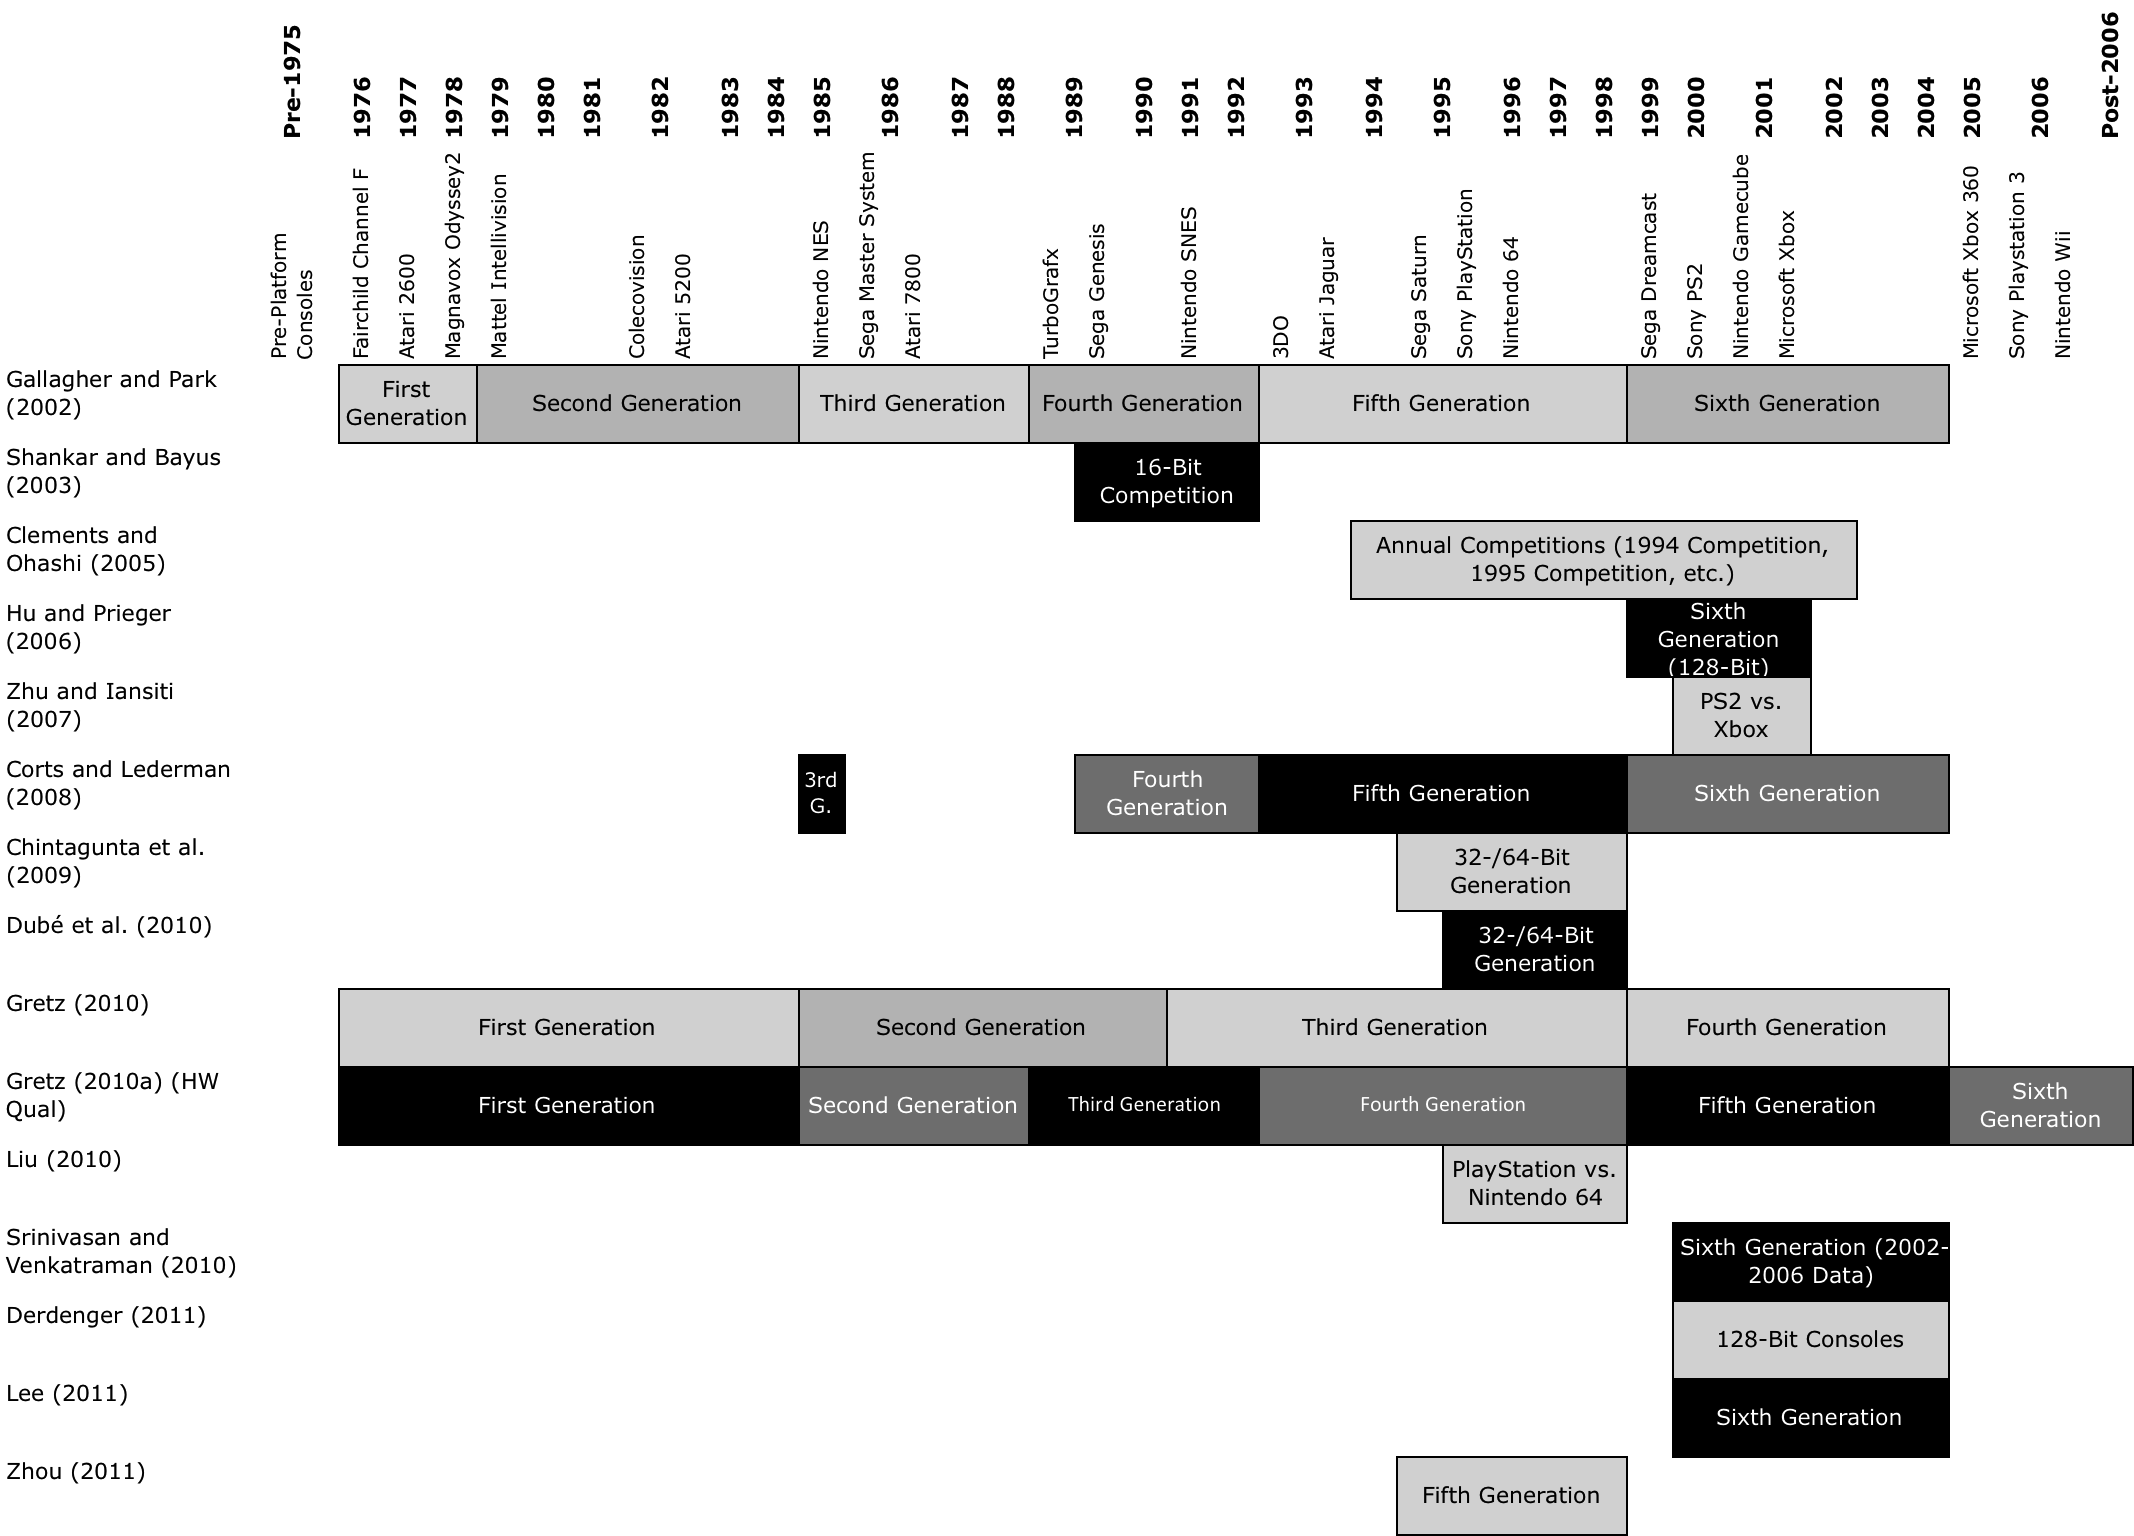 Pre-1975
1976
1977
1978
1979
1980
1981
1982
1983
1984
1985
1986
1987
1988
1989
1990
1991
1992
1993
1994
1995
1996
1997
1998
1999
2000
2001
2002
2003
2004
2005
2006
Post-2006
Pre-Platform
Consoles
Fairchild Channel F
Atari 2600
Magnavox Odyssey2
Mattel Intellivision
Colecovision
Atari 5200
Nintendo NES
Sega Master System
Atari 7800
TurboGrafx
Sega Genesis
Nintendo SNES
3DO
Atari Jaguar
Sega Saturn
Sony PlayStation
Nintendo 64
Sega Dreamcast
Sony PS2
Nintendo Gamecube
Microsoft Xbox
Microsoft Xbox 360
Sony Playstation 3
Nintendo Wii
Gallagher and Park
(2002)
First
Generation
Second Generation
Third Generation
Fourth Generation
Fifth Generation
Sixth Generation
Shankar and Bayus
(2003)
16-Bit
Competition
Clements and
Ohashi (2005)
Annual Competitions (1994 Competition,
1995 Competition, etc.)
Hu and Prieger
(2006)
Sixth
Generation
(128-Bit)
Zhu and Iansiti
(2007)
PS2 vs.
Xbox
Corts and Lederman
(2008)
3rd
G.
Fourth
Generation
Fifth Generation
Sixth Generation
Chintagunta et al.
(2009)
32-/64-Bit
Generation
Dubé et al. (2010)
32-/64-Bit
Generation
Gretz (2010)
First Generation
Second Generation
Third Generation
Fourth Generation
Gretz (2010a) (HW
Qual)
First Generation
Second Generation
Third Generation
Fourth Generation
Fifth Generation
Sixth
Generation
Liu (2010)
PlayStation vs.
Nintendo 64
Srinivasan and
Venkatraman (2010)
Sixth Generation (2002-
2006 Data)
Derdenger (2011)
128-Bit Consoles
Lee (2011)
Sixth Generation
Zhou (2011)
Fifth Generation